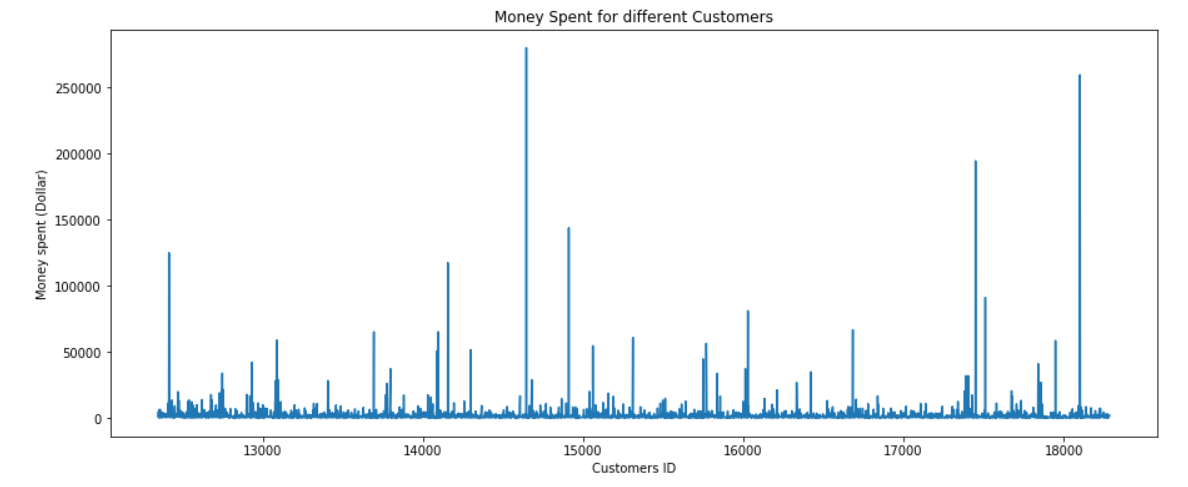 Money Spent for different Customers
Money spent (Dollar)
250000
200000
150000
100000
50000
0
13000 14000 15000 16000 17000 18000
Customers ID